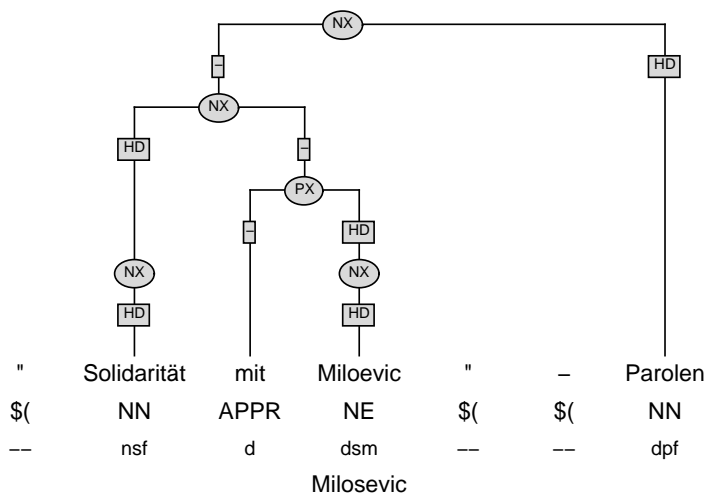 NX
– HD
NX
HD –
PX
– HD
NX NX
HD HD
" Solidarität mit Miloevic " – Parolen
$( NN APPR NE $( $( NN
–– nsf d dsm –– –– dpf
Milosevic